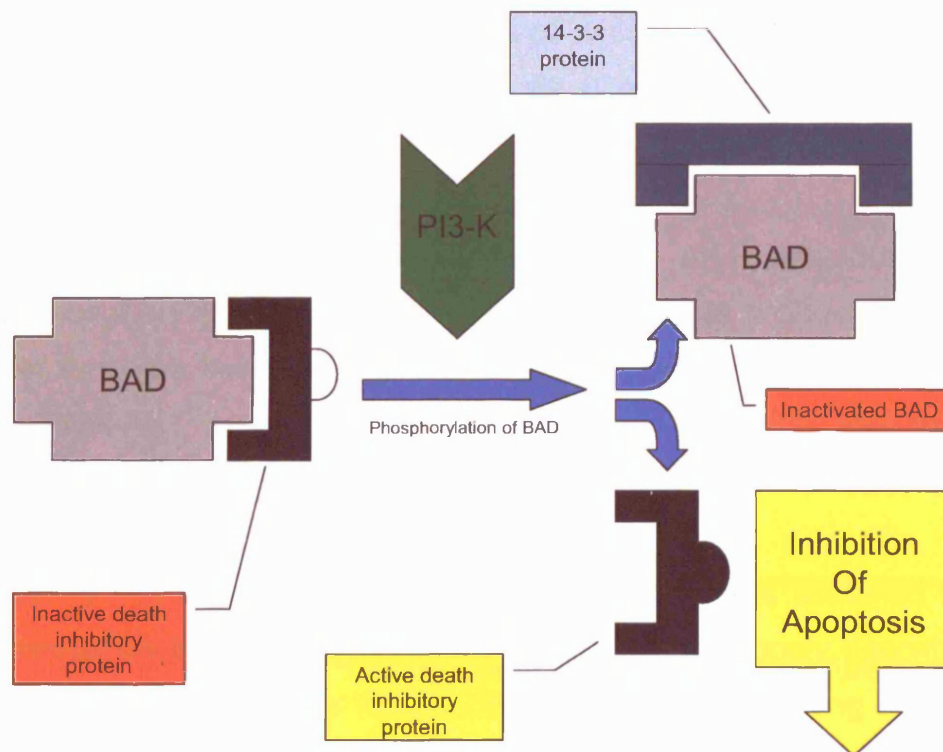 14-3-3
protein
PI3-K
BAD
BAD
Phosphorylation of BAD
Inactivated BAD
Inactive death
inhibitory
protein
Active death
inhibitory
protein
Inhibition
Of
Apoptosis